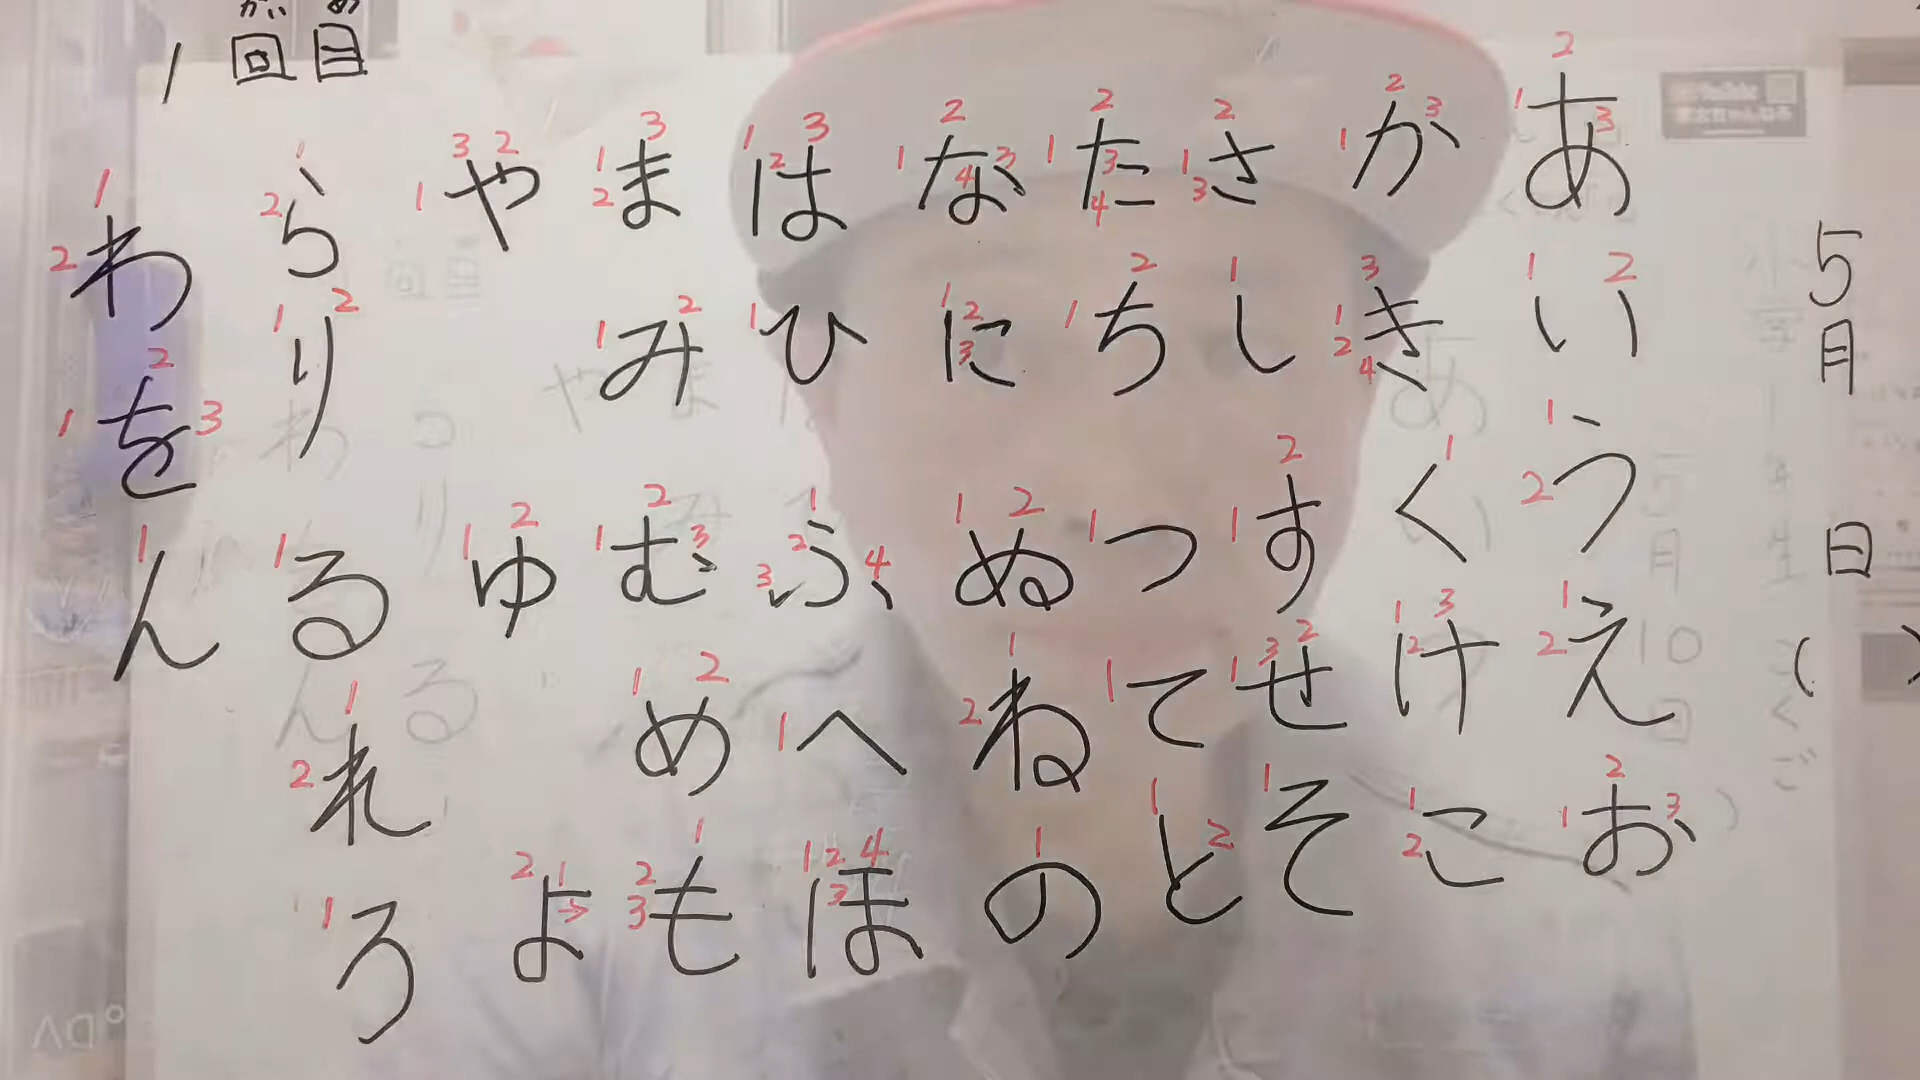 5月 日( )
あいうえお
かきくけこ
さしすせそ
たちつてと
なにぬねの
はひふへほ
まみむめも
やゆよ
らりるれろ
わをん
1回目